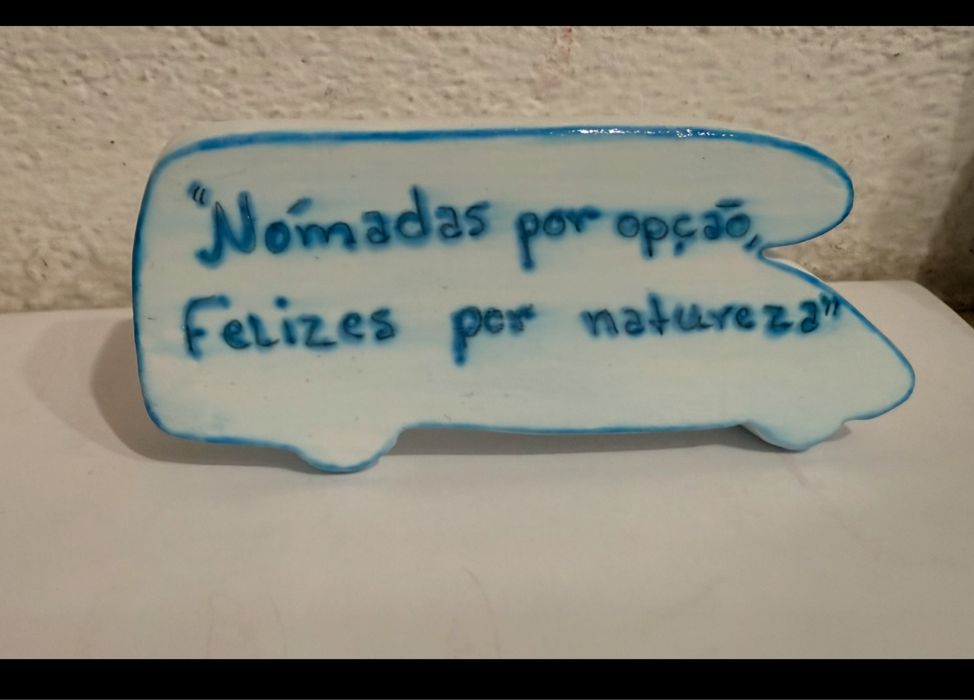 "Nómadas por opção,
Felizes por natureza"